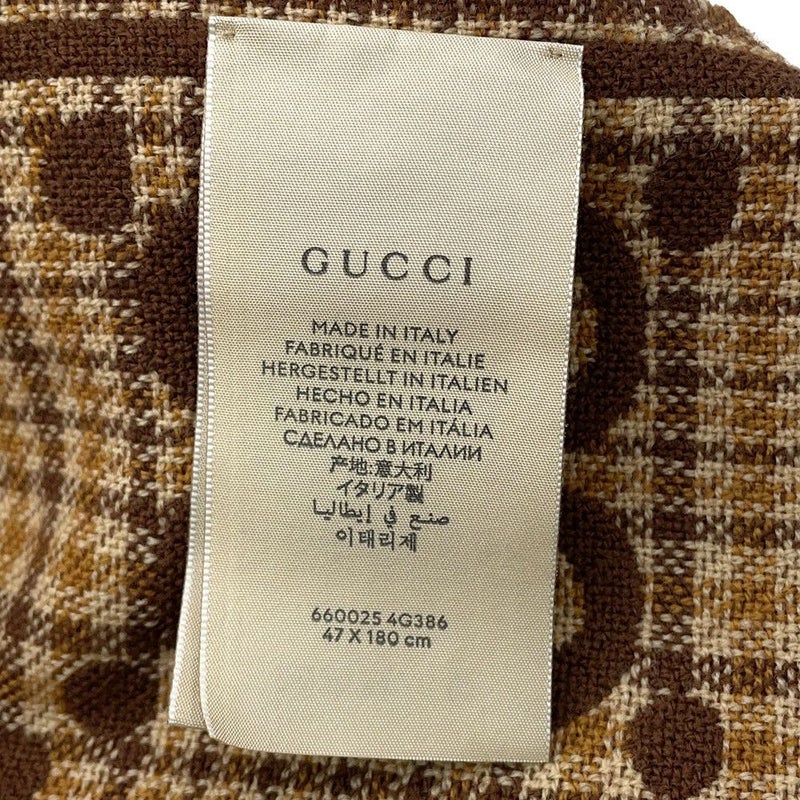 GUCCI
MADE IN ITALY
FABRIQUÉ EN ITALIE
HERGESTELLT IN ITALIEN
HECHO EN ITALIA
FABRICADO EM ITÁLIA
СДЕЛАНО В ИТАЛИИ
产地:意大利
イタリア製
صنع في إيطاليا
이태리제
660025 4G386
47 X 180 cm